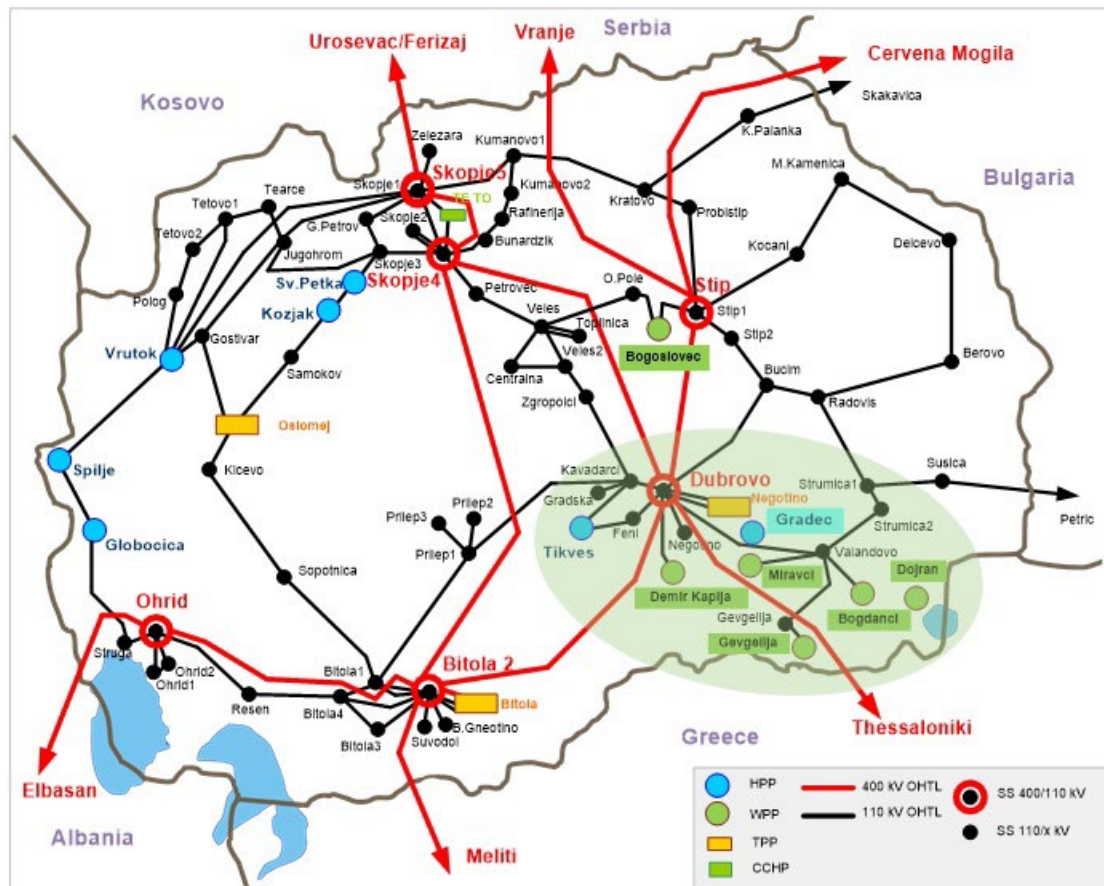 Serbia
Urosevac/Ferizaj
Vranje
Cervena Mogila
Skakavica
Kosovo
K.Palanka
Zelezara
Kumanovo1
M.Kamenica
Bulgaria
Skopje1
Skopje5
TE TO
Kumanovo2
Kratovo
Tearce
Tetovo1
G.Petrov
Skopje2
Rafinerija
Probistip
Tetovo2
Jugohrom
Bunardzik
Kocani
Delcevo
Skopje3
Skopje4
Sv.Petka
Petrovec
O.Pole
Stip
Polog
Kozjak
Veles
Toplinica
Stip1
Gostivar
Stip2
Vrutok
Samokov
Veles2
Bogoslovec
Centralna
Bucim
Berovo
Zgropolci
Radovis
Oslomej
Kicevo
Spilje
Kavadarci
Dubrovo
Susica
Gradska
Negotino
Strumica1
Prilep2
Prilep3
Petric
Globocica
Tikves
Feni
Gradec
Strumica2
Negotino
Prilep1
Valandovo
Sopotnica
Demir Kapija
Miravci
Dojran
Bogdanci
Ohrid
Gevgelija
Struga
Gevgelija
Ohrid2
Ohrid1
Bitola1
Bitola 2
Resen
Bitola4
Bitola
B.Gneotino
Bitola3
Suvodol
Greece
Thessaloniki
Elbasan
Albania
Meliti
HPP
400 kV OHTL
SS 400/110 kV
WPP
110 kV OHTL
TPP
SS 110/x kV
CCHP